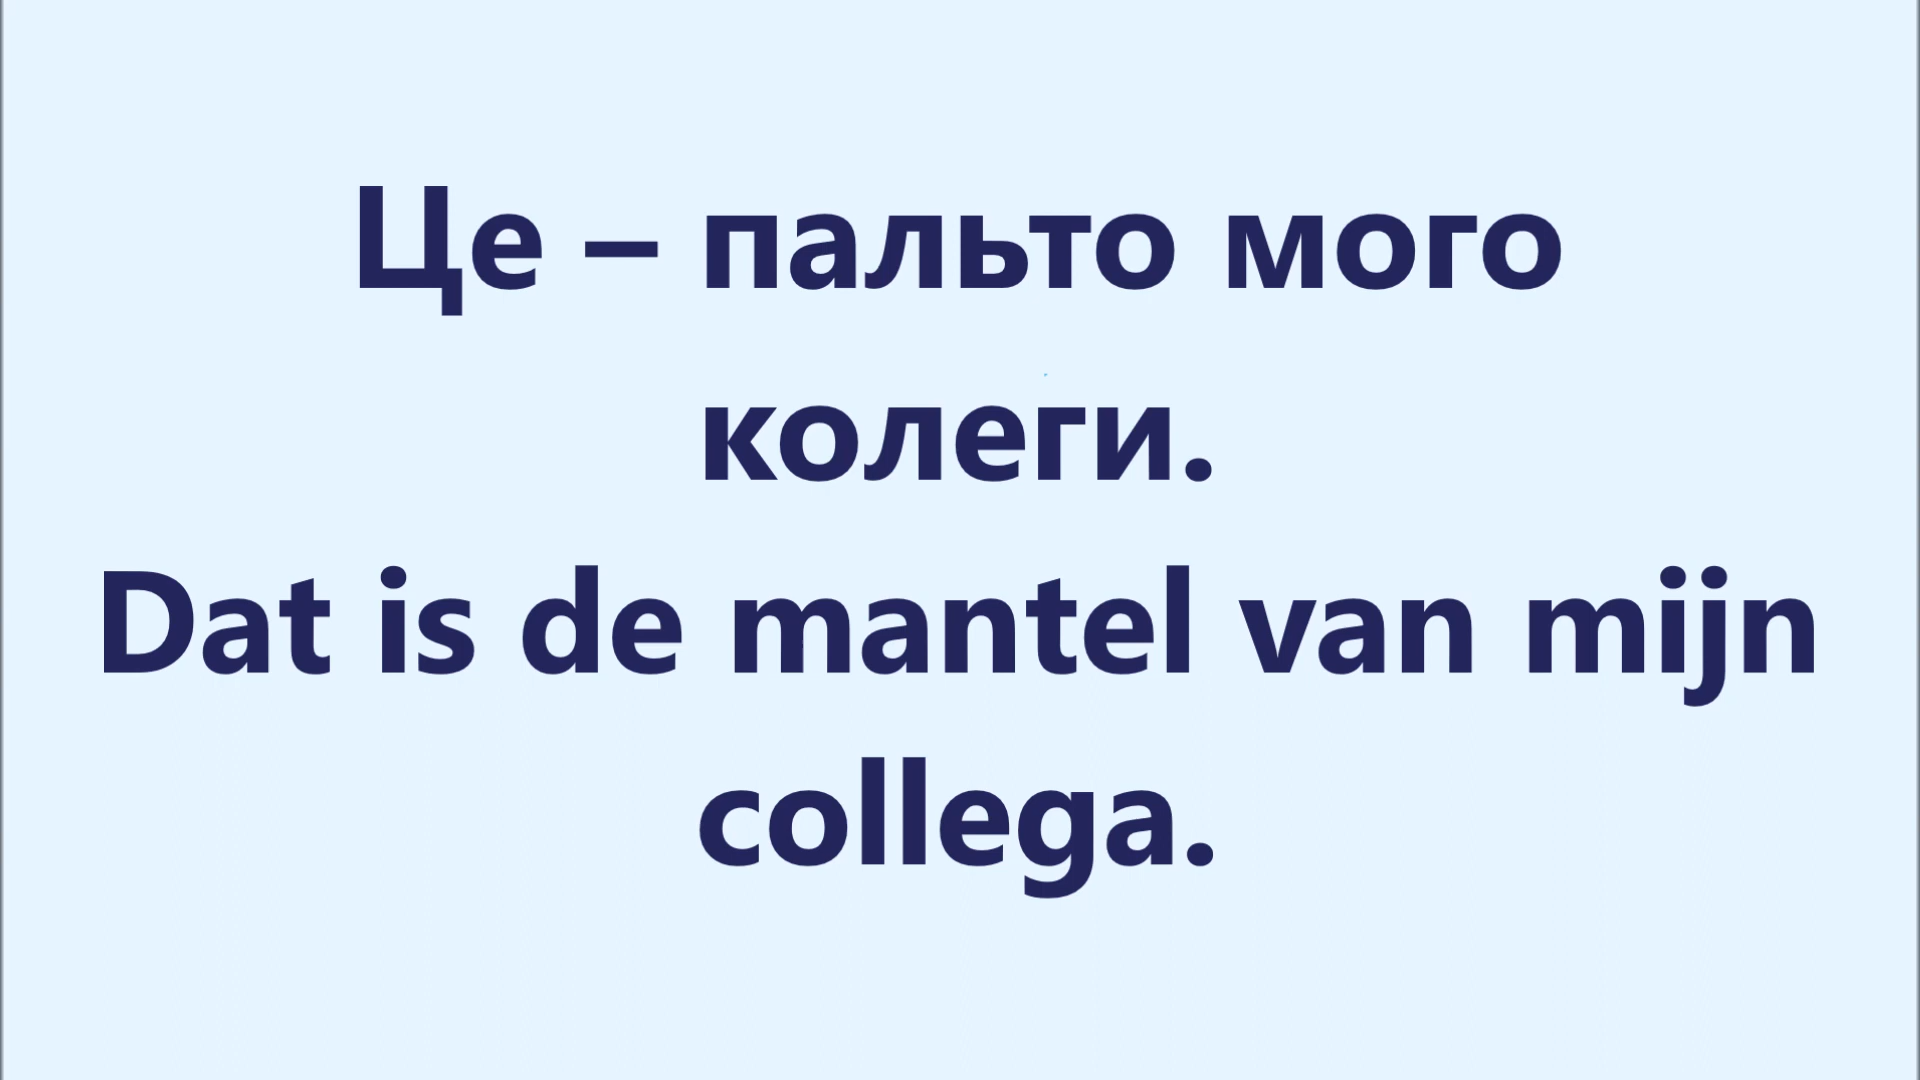 Це – пальто мого
колеги.
Dat is de mantel van mijn
collega.